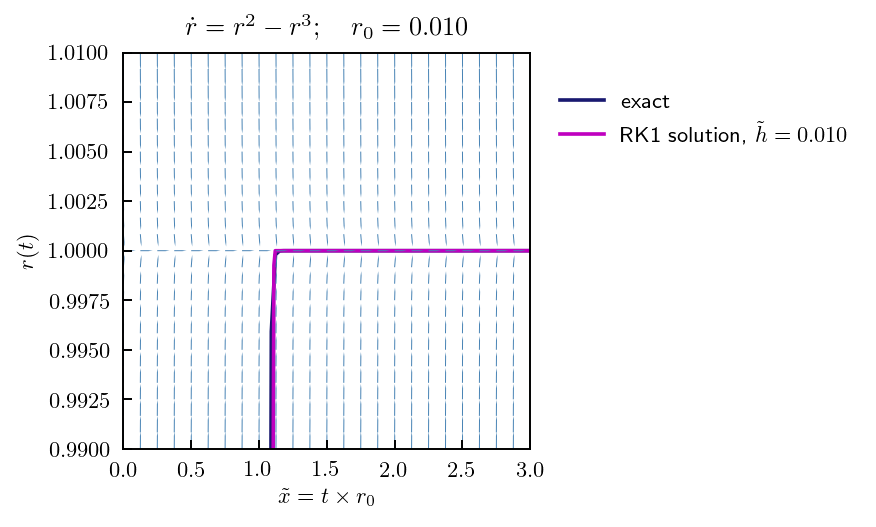 ṙ = r² − r³;   r₀ = 0.010
1.0100
1.0075
1.0050
1.0025
1.0000
0.9975
0.9950
0.9925
0.9900
r(t)
0.0 0.5 1.0 1.5 2.0 2.5 3.0
x̃ = t × r₀
exact
RK1 solution, h̃ = 0.010